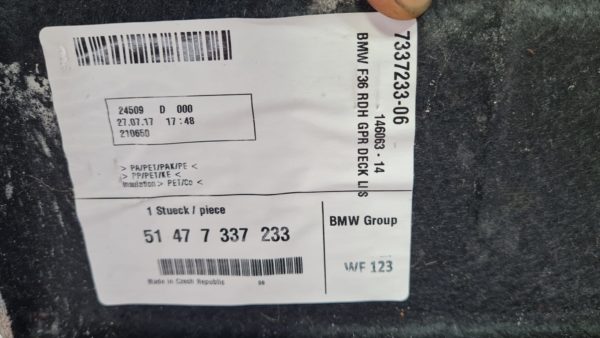 24509 D 000
27.07.17 17:48
210650
> PA/PET/PAK/PE <
> PP/PET/KE <
Insulation > PET/Co <
1 Stueck / piece
51 47 7 337 233
Made in Czech Republic
BMW Group
WF 123
7337233-06
146063 - 14
BMW F36 RDH GPR DECK LI S